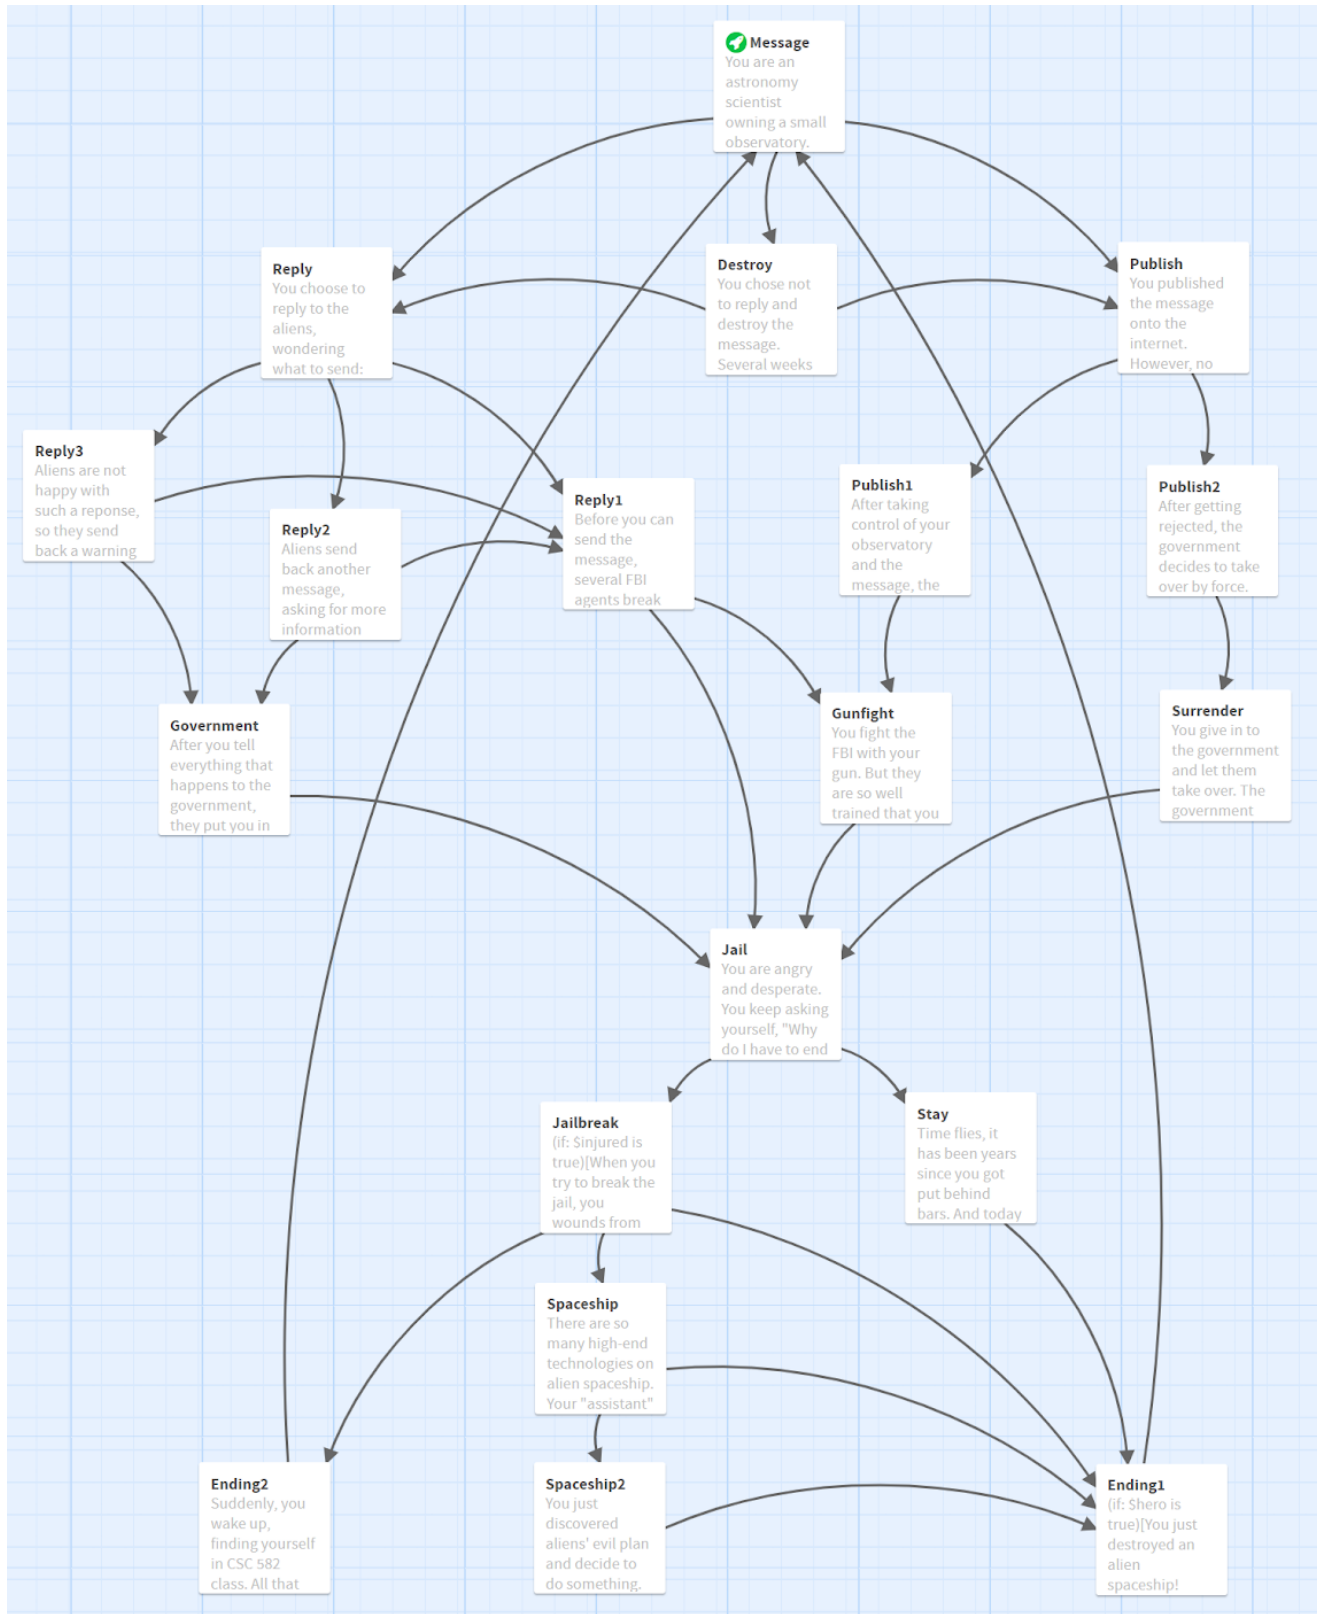 Message
You are an
astronomy
scientist
owning a small
observatory.
Reply
You choose to
reply to the
aliens,
wondering
what to send:
Destroy
You chose not
to reply and
destroy the
message.
Several weeks
Publish
You published
the message
onto the
internet.
However, no
Reply3
Aliens are not
happy with
such a reponse,
so they send
back a warning
Reply2
Aliens send
back another
message,
asking for more
information
Reply1
Before you can
send the
message,
several FBI
agents break
Publish1
After taking
control of your
observatory
and the
message, the
Publish2
After getting
rejected, the
government
decides to take
over by force.
Government
After you tell
everything that
happens to the
government,
they put you in
Gunfight
You fight the
FBI with your
gun. But they
are so well
trained that you
Surrender
You give in to
the government
and let them
take over. The
government
Jail
You are angry
and desperate.
You keep asking
yourself, "Why
do I have to end
Jailbreak
(if: $injured is
true)[When you
try to break the
jail, you
wounds from
Stay
Time flies, it
has been years
since you got
put behind
bars. And today
Spaceship
There are so
many high-end
technologies on
alien spaceship.
Your "assistant"
Ending2
Suddenly, you
wake up,
finding yourself
in CSC 582
class. All that
Spaceship2
You just
discovered
aliens' evil plan
and decide to
do something.
Ending1
(if: $hero is
true)[You just
destroyed an
alien
spaceship!